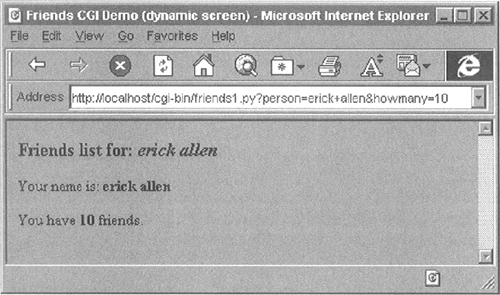 Friends CGI Demo (dynamic screen) - Microsoft Internet Explorer
File Edit View Go Favorites Help
Address http://localhost/cgi-bin/friends1.py?person=erick+allen&howmany=10
Friends list for: erick allen
Your name is: erick allen
You have 10 friends.